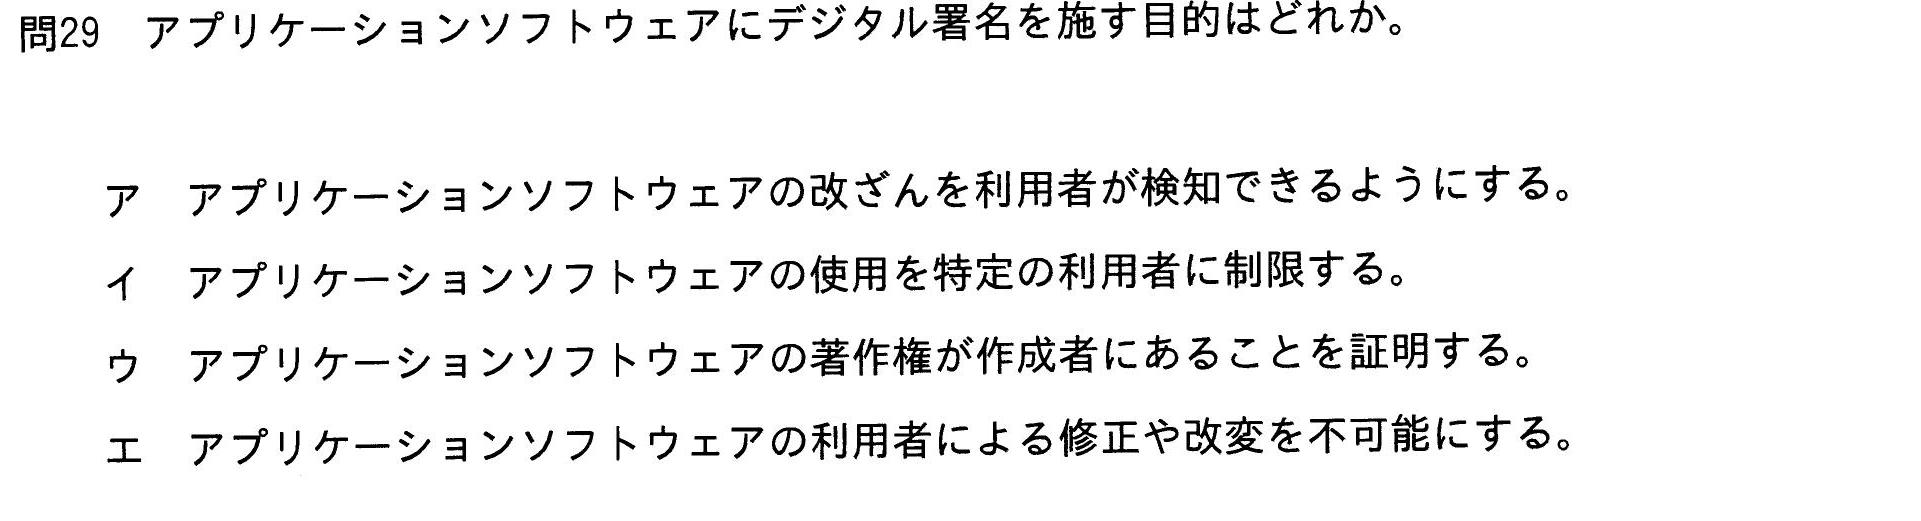 問29 アプリケーションソフトウェアにデジタル署名を施す目的はどれか。
ア アプリケーションソフトウェアの改ざんを利用者が検知できるようにする。
イ アプリケーションソフトウェアの使用を特定の利用者に制限する。
ウ アプリケーションソフトウェアの著作権が作成者にあることを証明する。
エ アプリケーションソフトウェアの利用者による修正や改変を不可能にする。